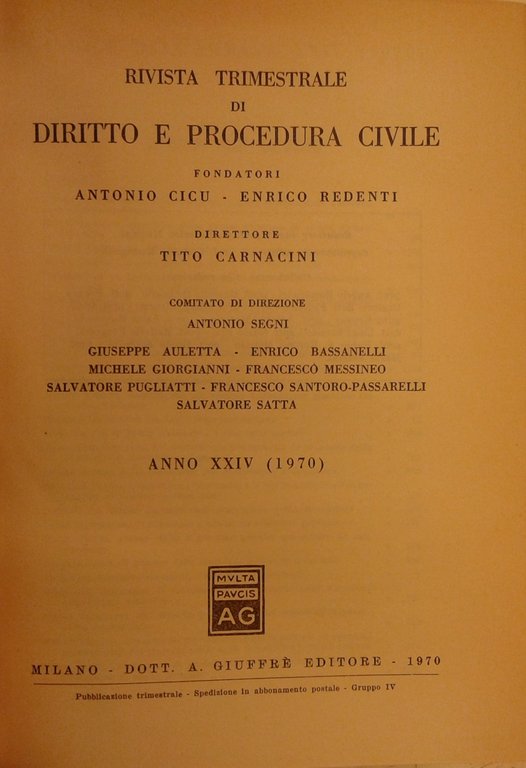 RIVISTA TRIMESTRALE
DI
DIRITTO E PROCEDURA CIVILE
FONDATORI
ANTONIO CICU - ENRICO REDENTI
DIRETTORE
TITO CARNACINI
COMITATO DI DIREZIONE
ANTONIO SEGNI
GIUSEPPE AULETTA - ENRICO BASSANELLI
MICHELE GIORGIANNI - FRANCESCO MESSINEO
SALVATORE PUGLIATTI - FRANCESCO SANTORO-PASSARELLI
SALVATORE SATTA
ANNO XXIV (1970)
MVLTA
PAVCIS
AG
MILANO - DOTT. A. GIUFFRÈ EDITORE - 1970
Pubblicazione trimestrale - Spedizione in abbonamento postale - Gruppo IV